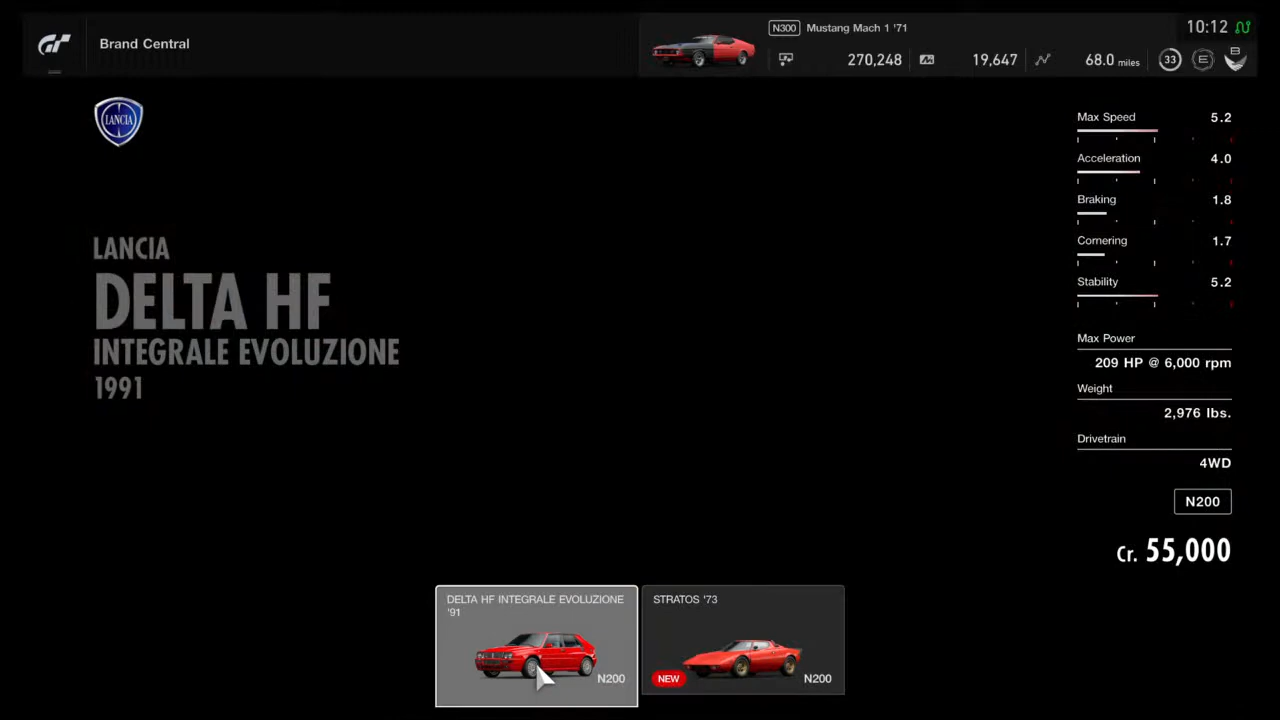 Brand Central
N300 Mustang Mach 1 '71
10:12
270,248
19,647
68.0 miles
33
E
B
LANCIA
LANCIA
DELTA HF
INTEGRALE EVOLUZIONE
1991
Max Speed 5.2
Acceleration 4.0
Braking 1.8
Cornering 1.7
Stability 5.2
Max Power
209 HP @ 6,000 rpm
Weight
2,976 lbs.
Drivetrain
4WD
N200
Cr. 55,000
DELTA HF INTEGRALE EVOLUZIONE
'91
N200
STRATOS '73
NEW
N200